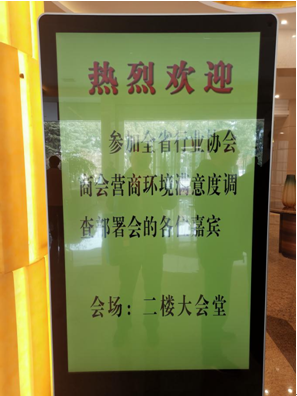 热烈欢迎
参加全省行业协会
商会营商环境满意度调
查部署会的各位嘉宾
会场：二楼大会堂